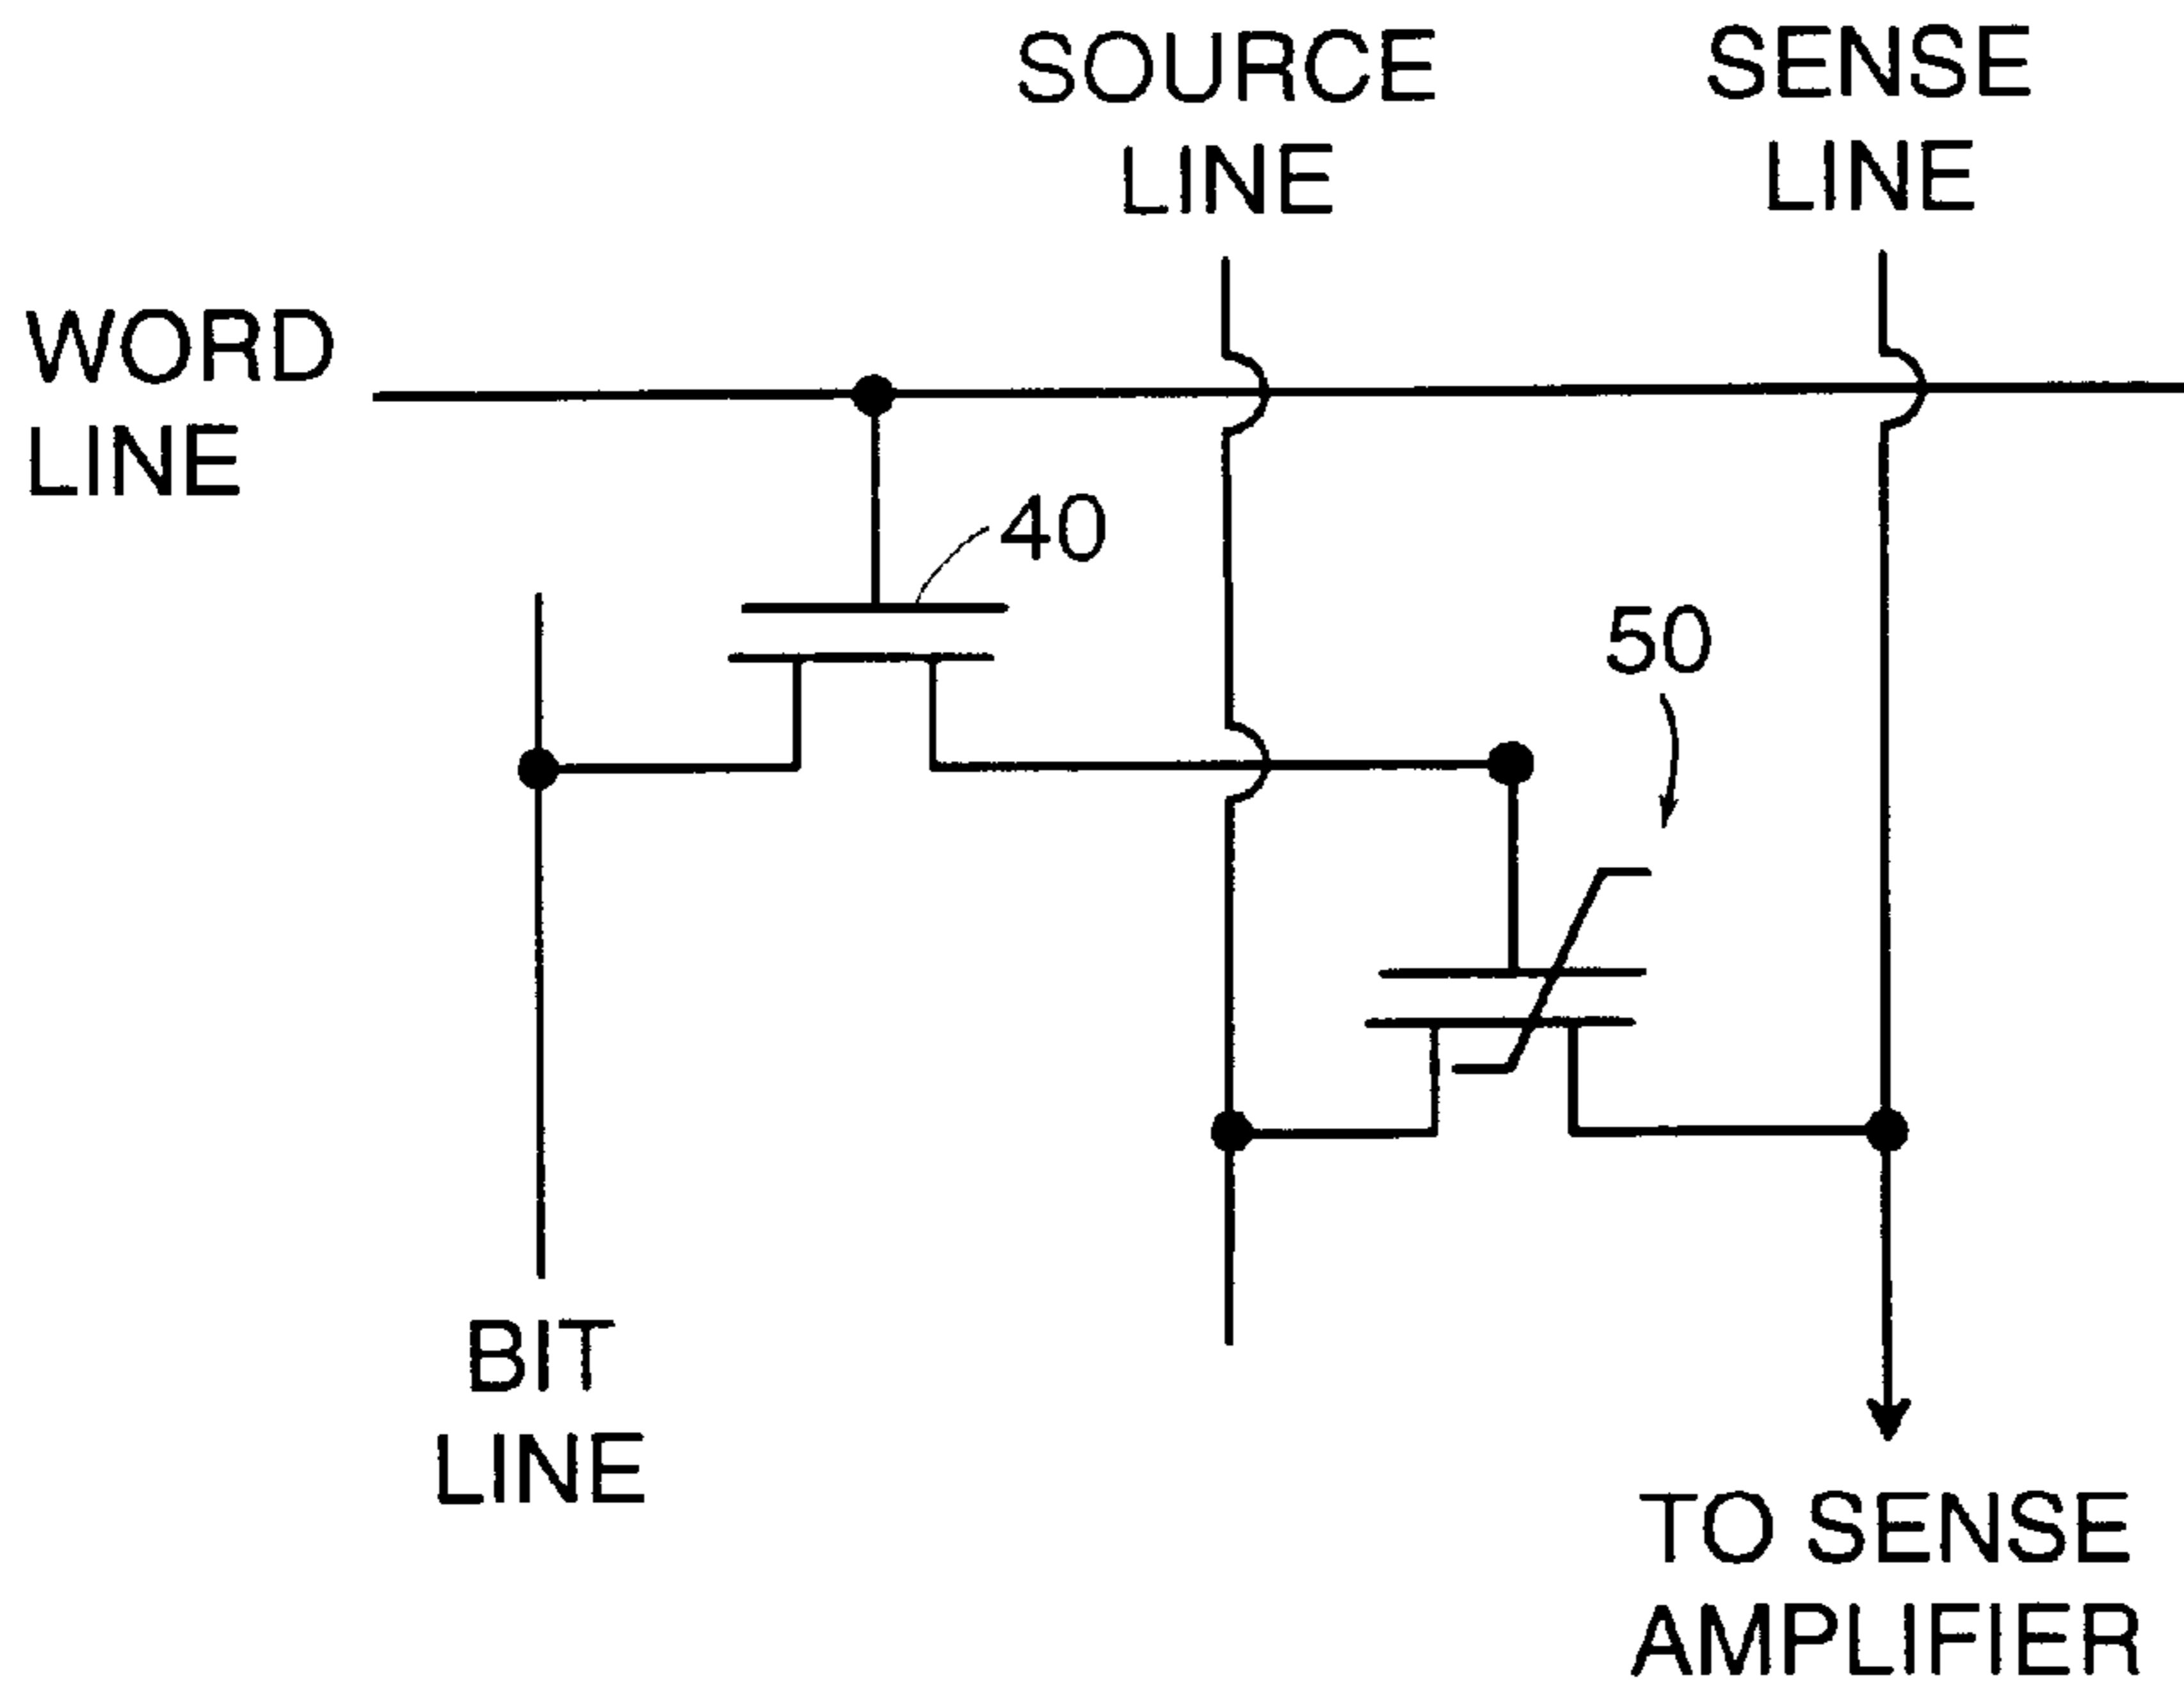 SOURCE
LINE
SENSE
LINE
WORD
LINE
40
50
BIT
LINE
TO SENSE
AMPLIFIER